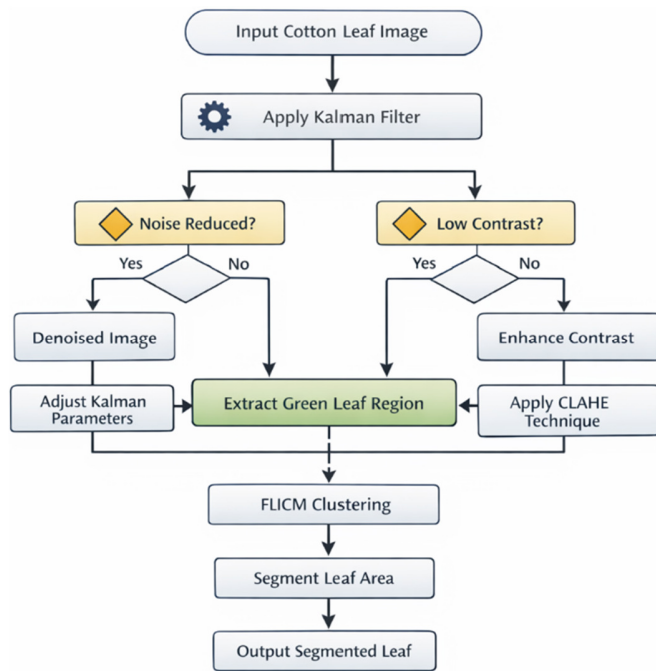 Input Cotton Leaf Image
Apply Kalman Filter
Noise Reduced?
Low Contrast?
Yes
No
Yes
No
Denoised Image
Enhance Contrast
Adjust Kalman
Parameters
Extract Green Leaf Region
Apply CLAHE
Technique
FLICM Clustering
Segment Leaf Area
Output Segmented Leaf